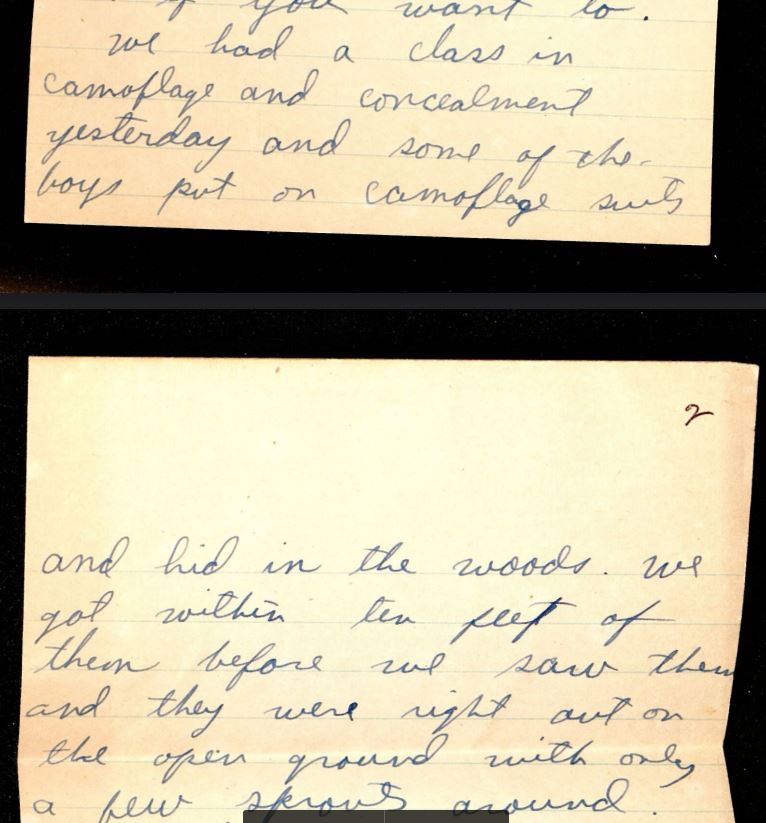 if you want to.
we had a class in
camoflage and concealment
yesterday and some of the
boys put on camoflage suits
2
and hid in the woods. we
got within ten feet of
them before we saw them
and they were right out on
the open ground with only
a few sprouts around.